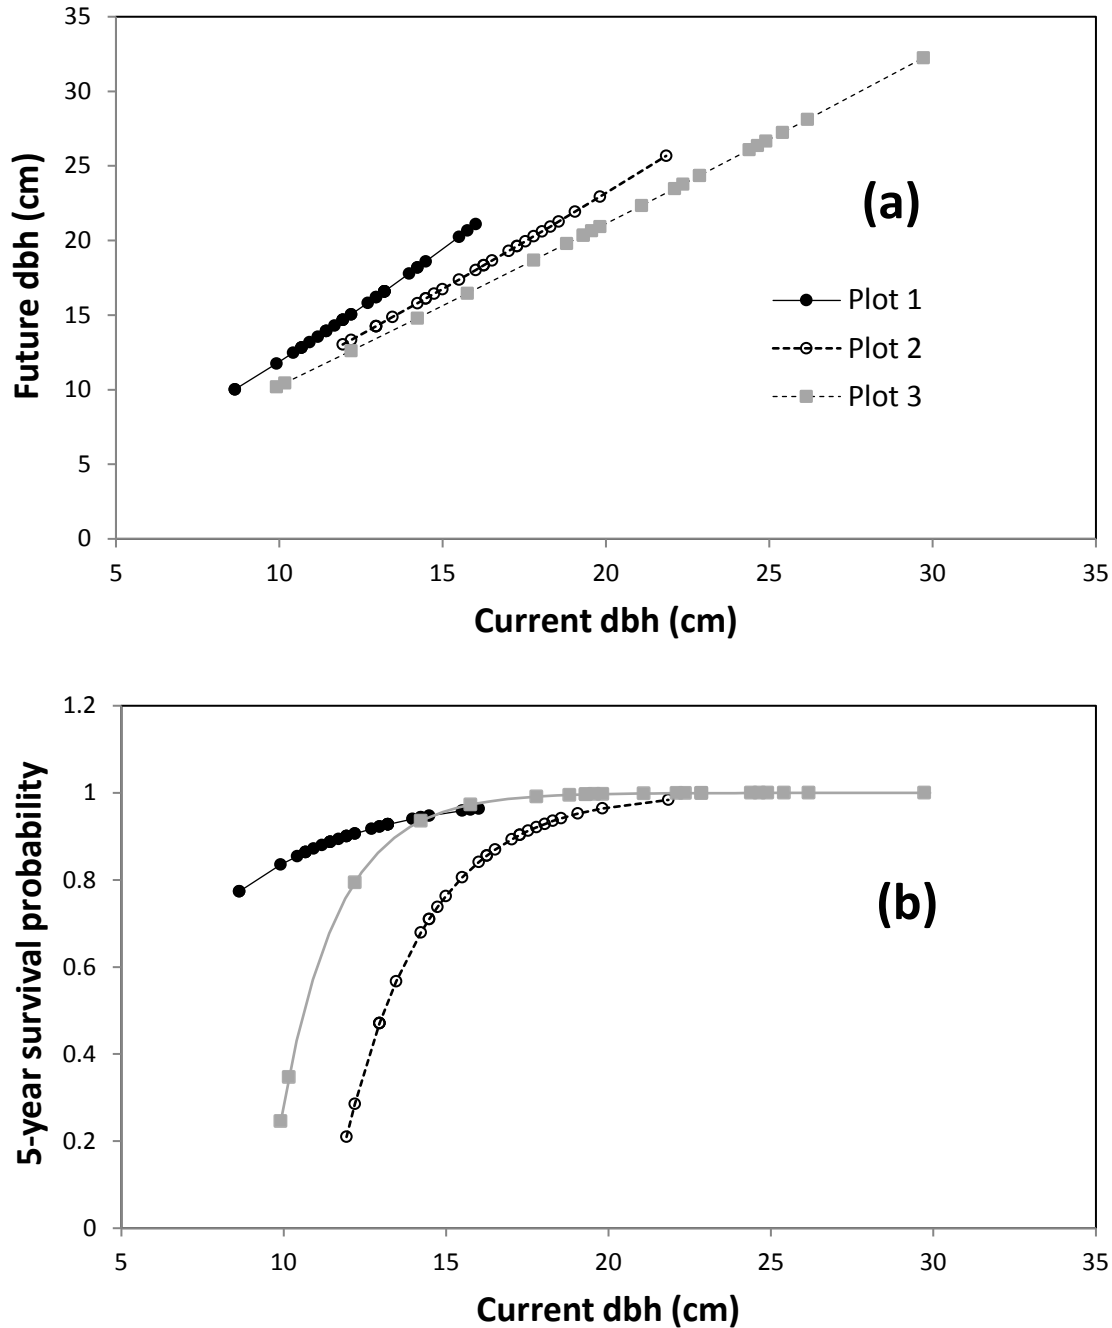 35
30
25
20
15
10
5
0
Future dbh (cm)
(a)
Plot 1
Plot 2
Plot 3
5 10 15 20 25 30 35
Current dbh (cm)
1.2
1
0.8
0.6
0.4
0.2
0
5-year survival probability
(b)
5 10 15 20 25 30 35
Current dbh (cm)